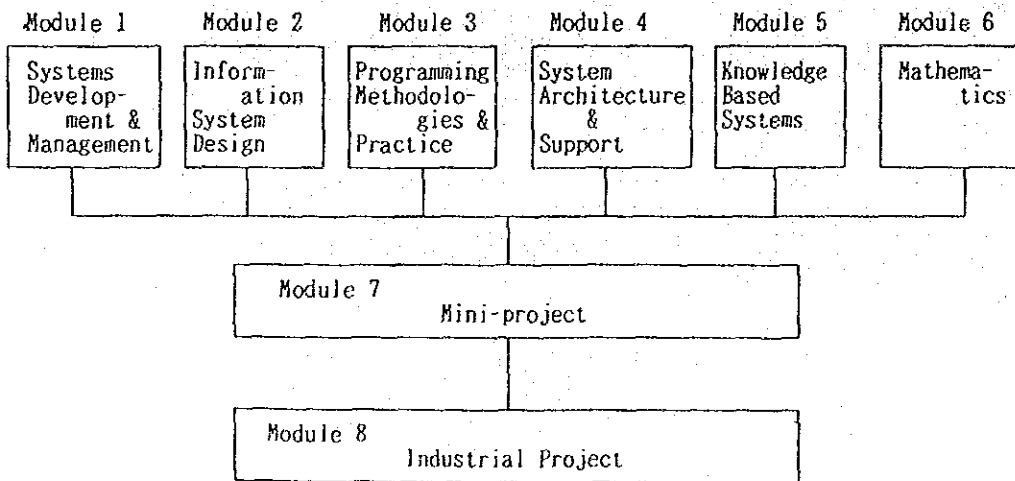 Module 1
Module 2
Module 3
Module 4
Module 5
Module 6
Systems
Develop-
ment &
Management
Inform-
ation
System
Design
Programming
Methodolo-
gies &
Practice
System
Architecture
&
Support
Knowledge
Based
Systems
Mathema-
tics
Module 7
Mini-project
Module 8
Industrial Project